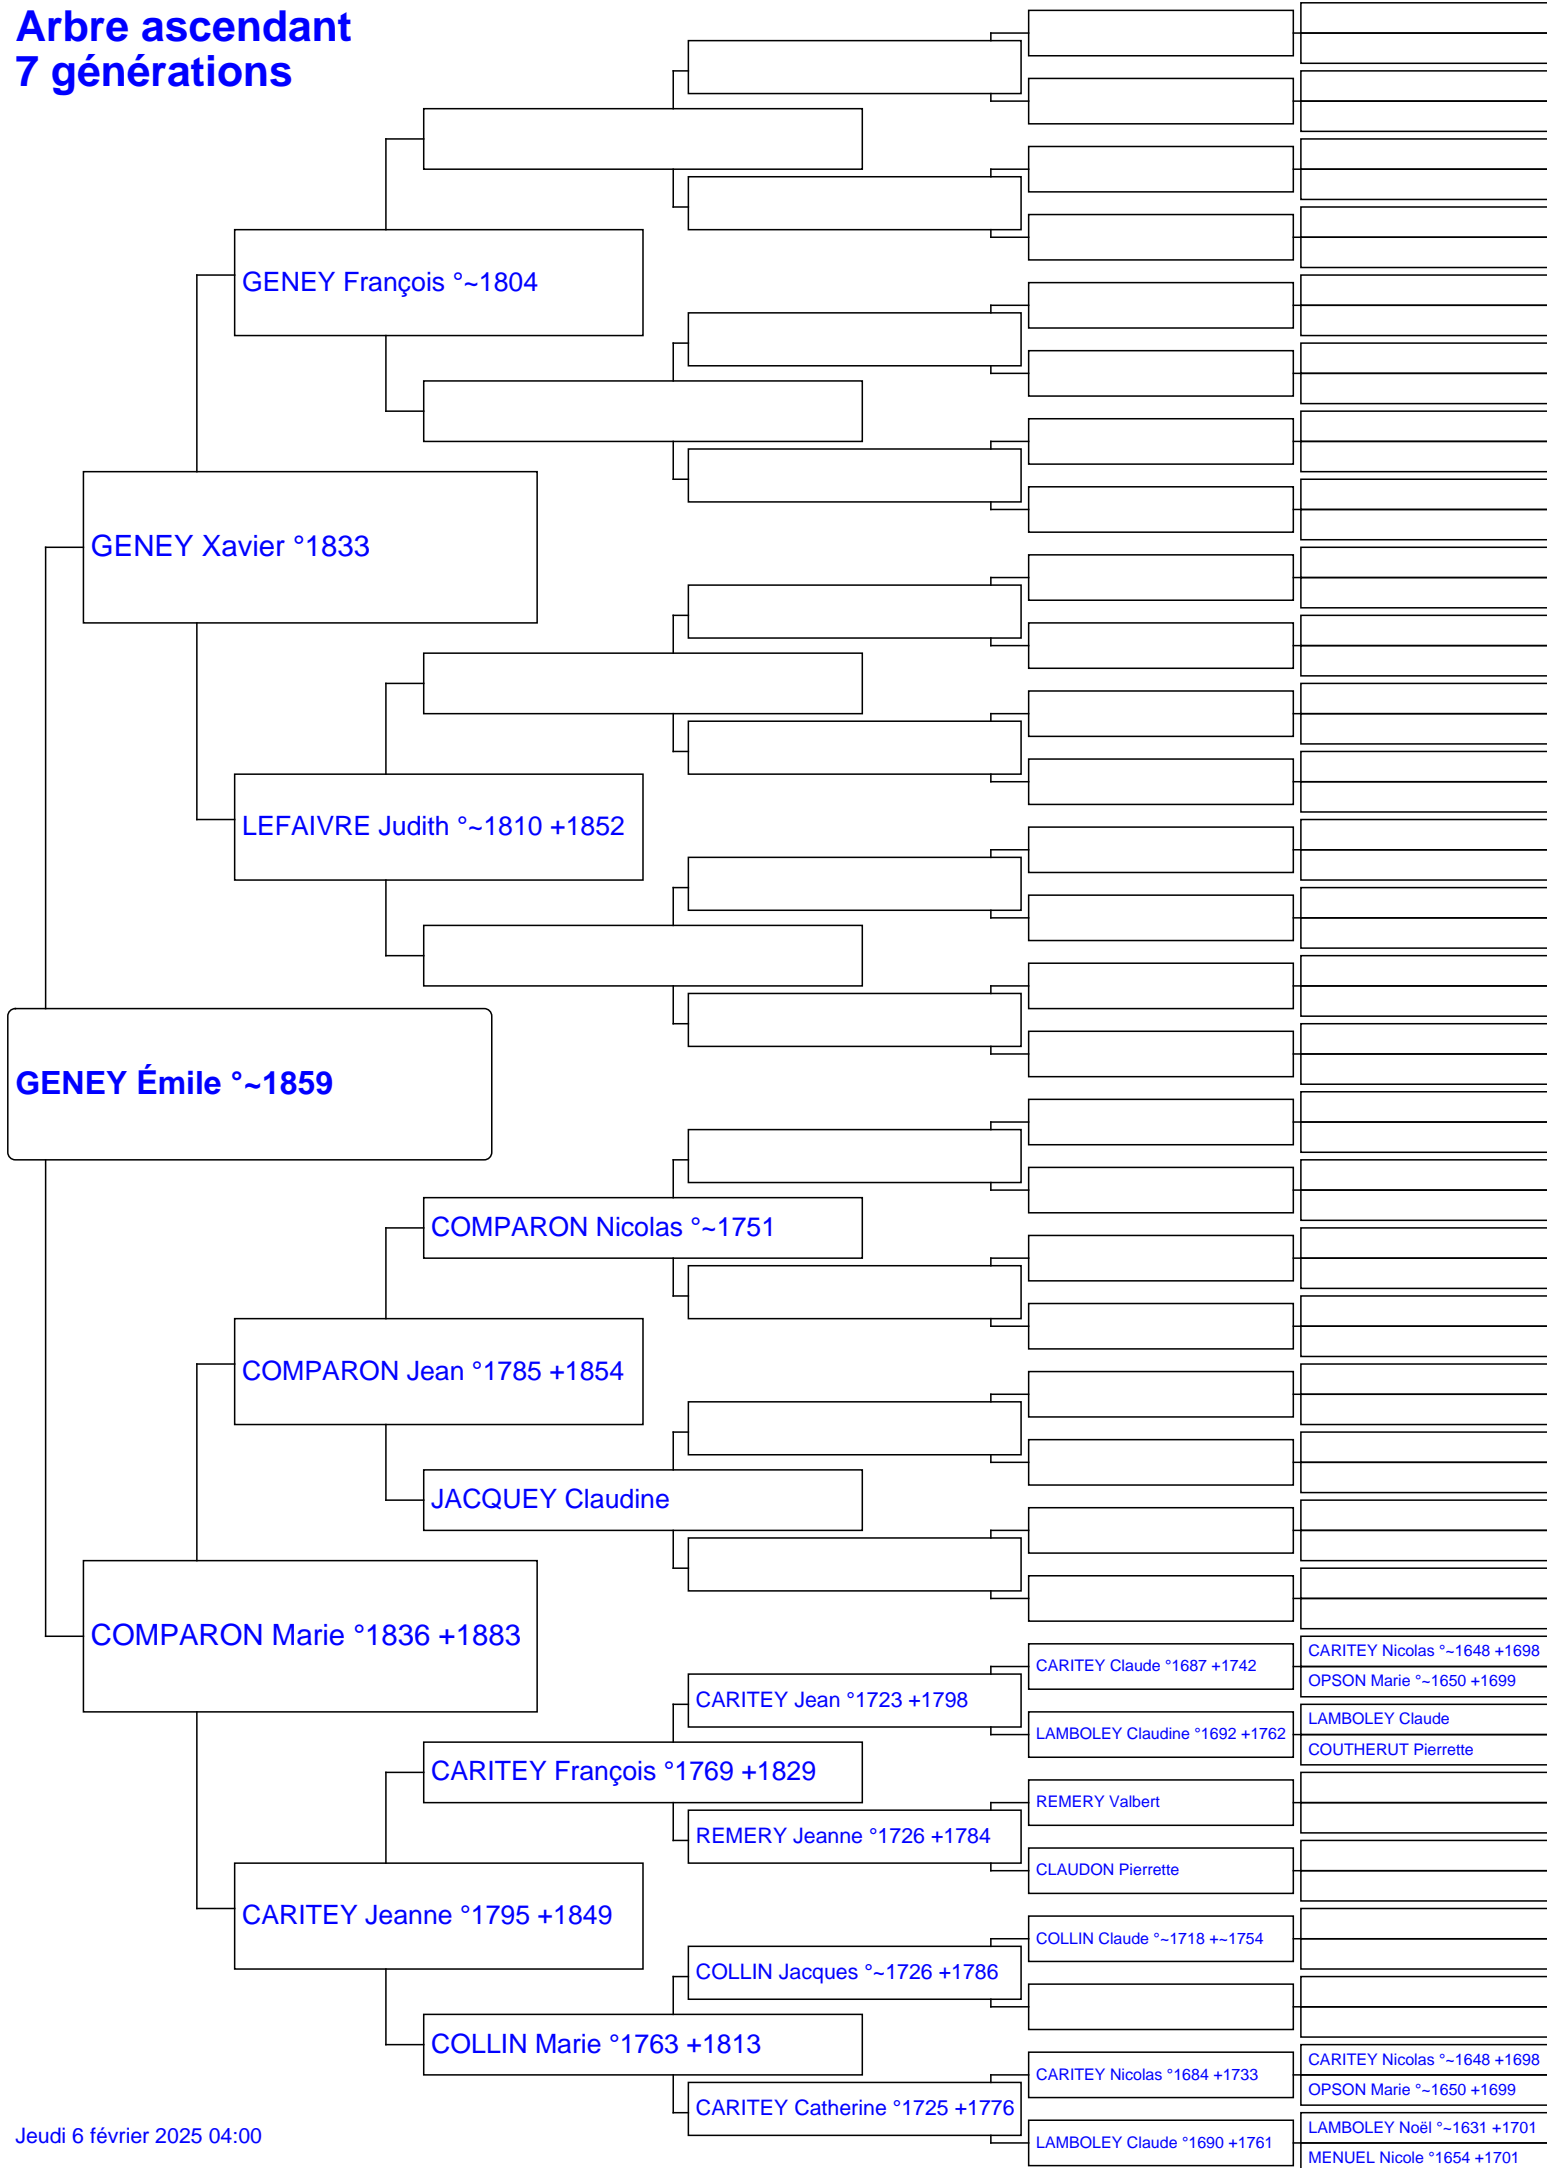 Arbre ascendant
7 générations
GENEY François °~1804
GENEY Xavier °1833
LEFAIVRE Judith °~1810 +1852
GENEY Émile °~1859
COMPARON Nicolas °~1751
COMPARON Jean °1785 +1854
JACQUEY Claudine
COMPARON Marie °1836 +1883
CARITEY Nicolas °~1648 +1698
CARITEY Claude °1687 +1742
OPSON Marie °~1650 +1699
CARITEY Jean °1723 +1798
LAMBOLEY Claude
LAMBOLEY Claudine °1692 +1762
COUTHERUT Pierrette
CARITEY François °1769 +1829
REMERY Valbert
REMERY Jeanne °1726 +1784
CLAUDON Pierrette
CARITEY Jeanne °1795 +1849
COLLIN Claude °~1718 +~1754
COLLIN Jacques °~1726 +1786
COLLIN Marie °1763 +1813
CARITEY Nicolas °~1648 +1698
CARITEY Nicolas °1684 +1733
OPSON Marie °~1650 +1699
CARITEY Catherine °1725 +1776
LAMBOLEY Noël °~1631 +1701
LAMBOLEY Claude °1690 +1761
MENUEL Nicole °1654 +1701
Jeudi 6 février 2025 04:00